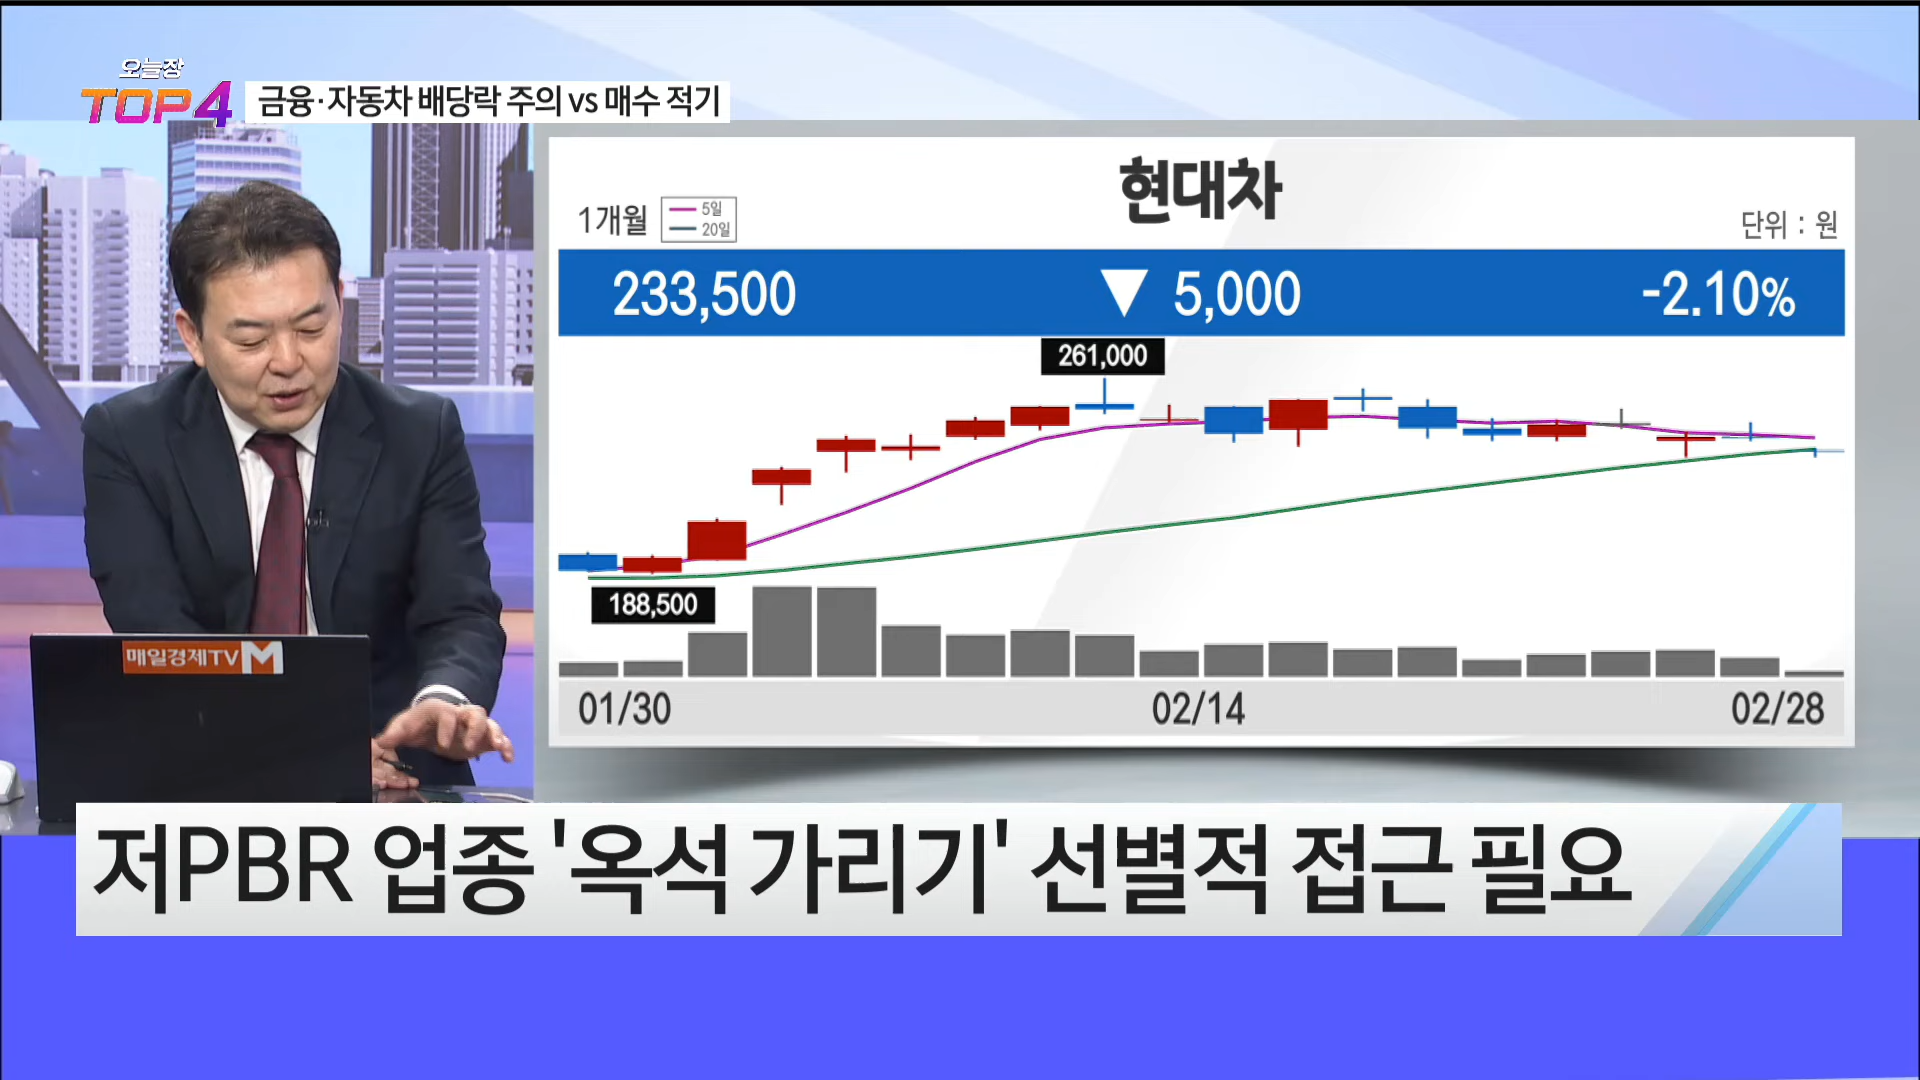 오늘장
TOP4
금융·자동차 배당락 주의 vs 매수 적기
현대차
1개월
5일
20일
단위 : 원
233,500 ▼ 5,000 -2.10%
261,000
188,500
01/30 02/14 02/28
매일경제TV M
저PBR 업종 '옥석 가리기' 선별적 접근 필요